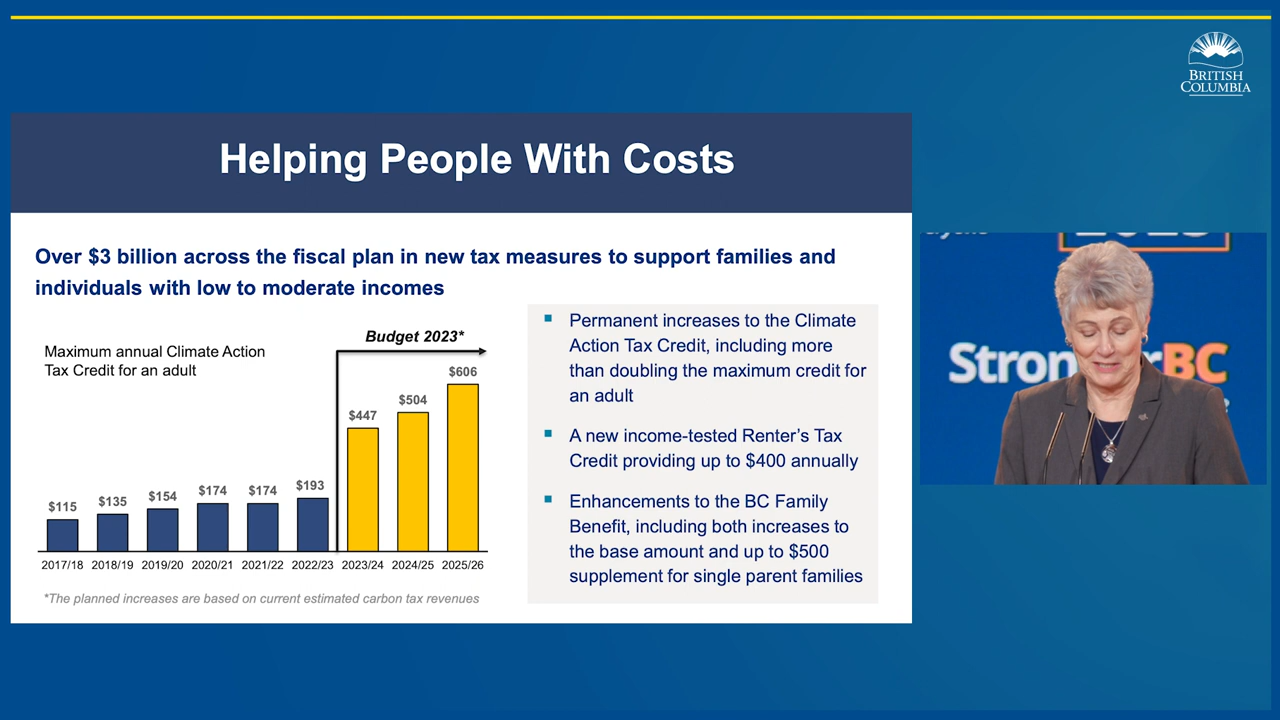 BRITISH
COLUMBIA
Helping People With Costs
Over $3 billion across the fiscal plan in new tax measures to support families and
individuals with low to moderate incomes
Maximum annual Climate Action
Tax Credit for an adult
Budget 2023*
$115
$135
$154
$174
$174
$193
$447
$504
$606
2017/18 2018/19 2019/20 2020/21 2021/22 2022/23 2023/24 2024/25 2025/26
*The planned increases are based on current estimated carbon tax revenues
▪ Permanent increases to the Climate
Action Tax Credit, including more
than doubling the maximum credit for
an adult
▪ A new income-tested Renter’s Tax
Credit providing up to $400 annually
▪ Enhancements to the BC Family
Benefit, including both increases to
the base amount and up to $500
supplement for single parent families